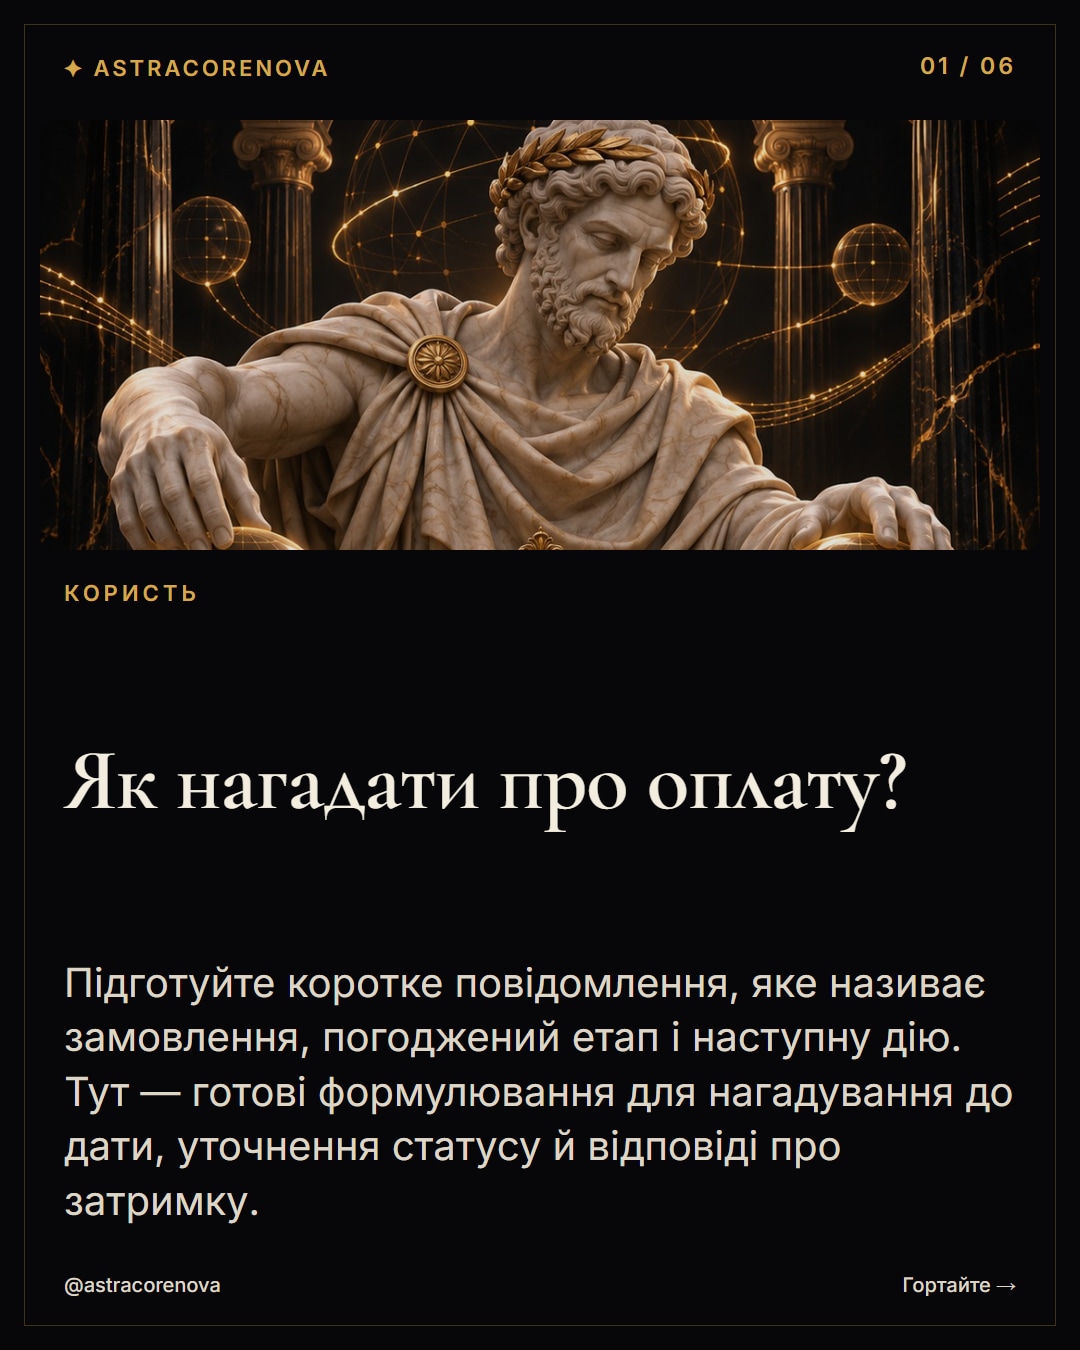 ✦ ASTRACORENOVA
01 / 06
КОРИСТЬ
Як нагадати про оплату?
Підготуйте коротке повідомлення, яке називає
замовлення, погоджений етап і наступну дію.
Тут — готові формулювання для нагадування до
дати, уточнення статусу й відповіді про
затримку.
@astracorenova
Гортайте →